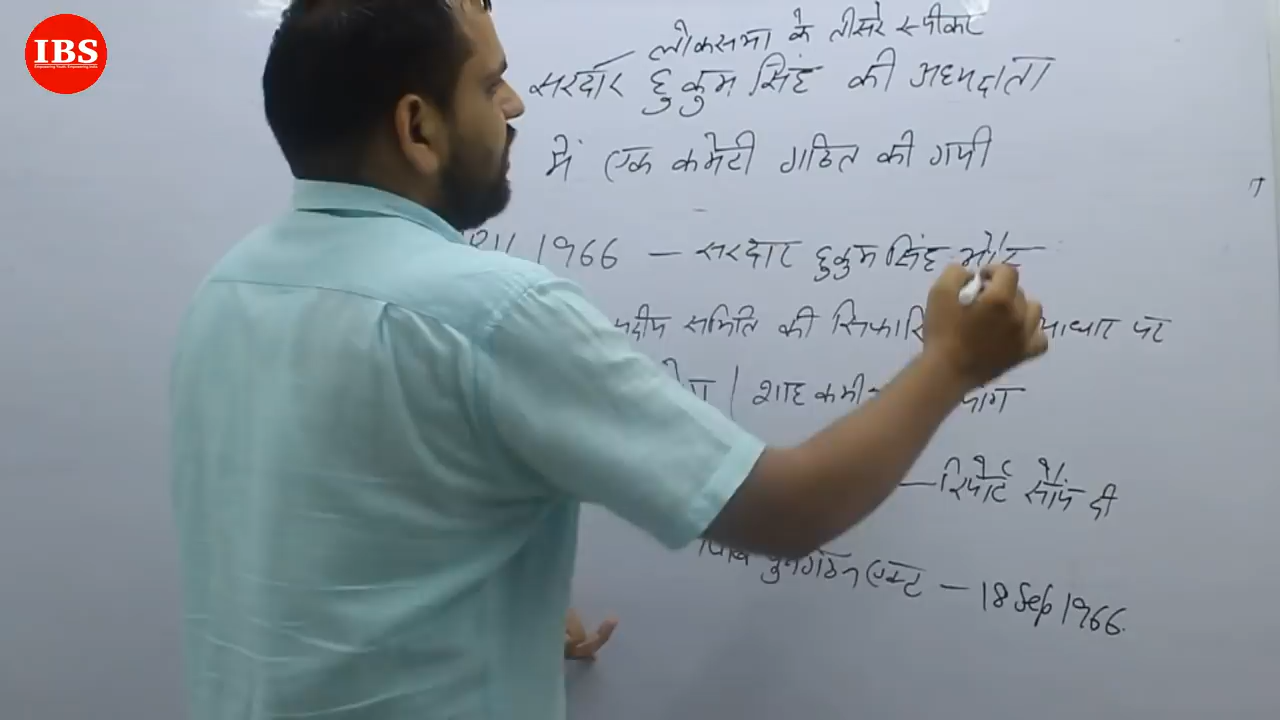 IBS
लोकसभा के तीसरे स्पीकर
सरदार हुकुम सिंह की अध्यक्षता
में एक कमेटी गठित की गयी
1966 — सरदार हुकुम सिंह और
समिति की आधार पर
शाह कमी
— रिपोर्ट सौंप दी
पुनर्गठन एक्ट — 18 Sep 1966.